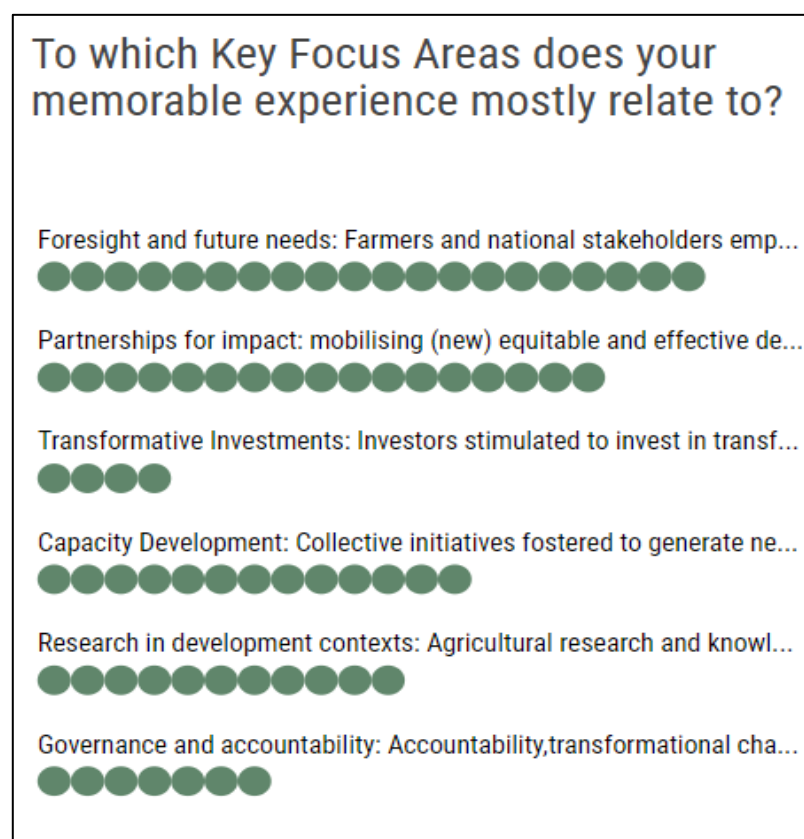 To which Key Focus Areas does your
memorable experience mostly relate to?
Foresight and future needs: Farmers and national stakeholders emp...
Partnerships for impact: mobilising (new) equitable and effective de...
Transformative Investments: Investors stimulated to invest in transf...
Capacity Development: Collective initiatives fostered to generate ne...
Research in development contexts: Agricultural research and knowl...
Governance and accountability: Accountability,transformational cha...